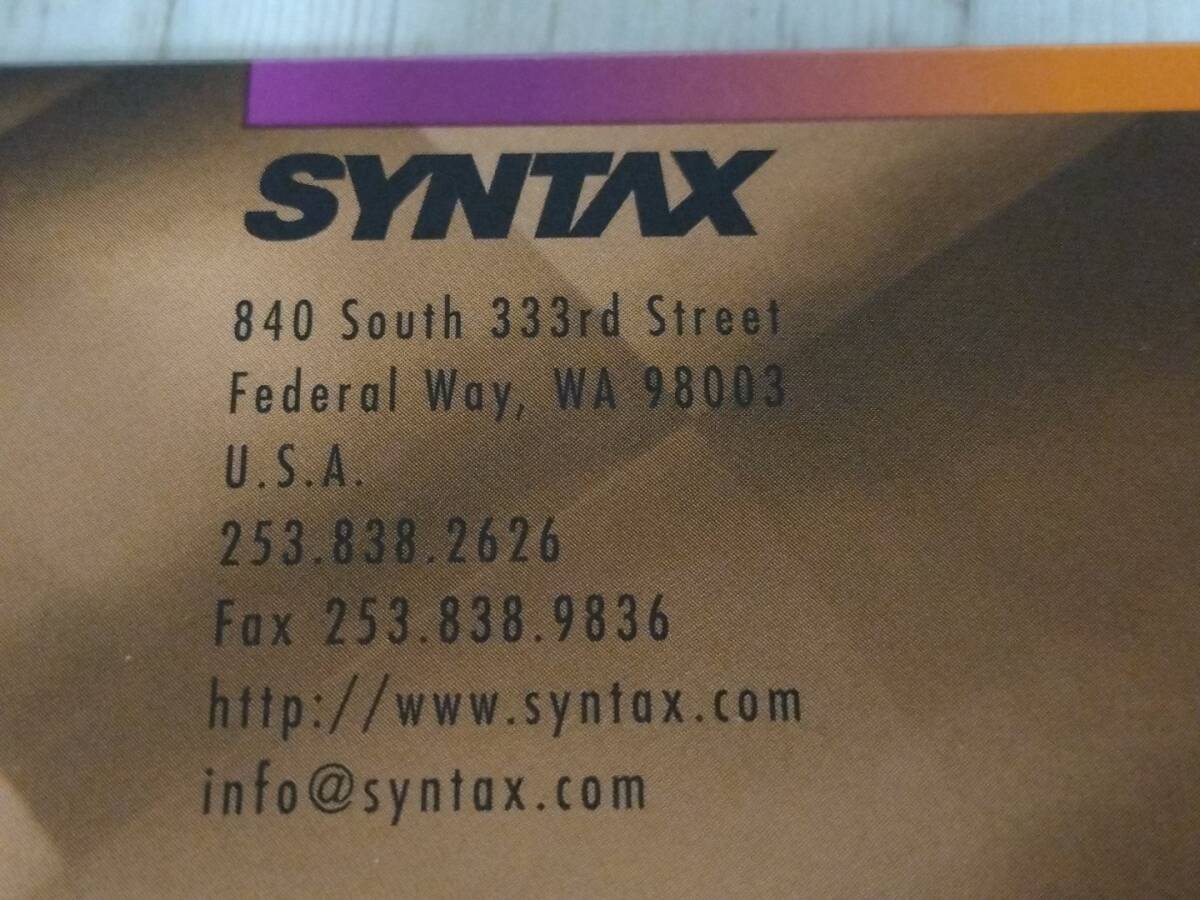 SYNTAX
840 South 333rd Street
Federal Way, WA 98003
U.S.A.
253.838.2626
Fax 253.838.9836
http://www.syntax.com
info@syntax.com